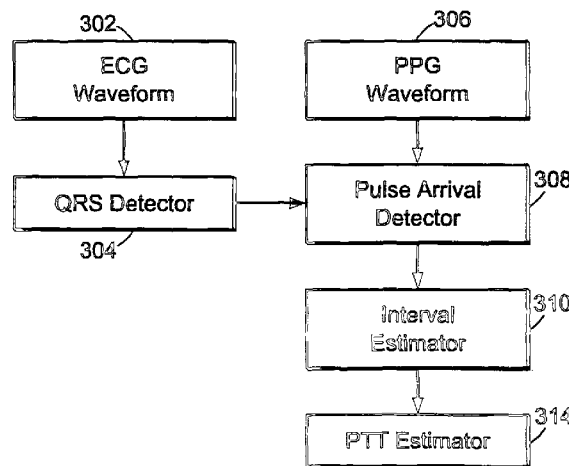 302
ECG
Waveform
306
PPG
Waveform
QRS Detector
304
Pulse Arrival
Detector
308
Interval
Estimator
310
PTT Estimator
314